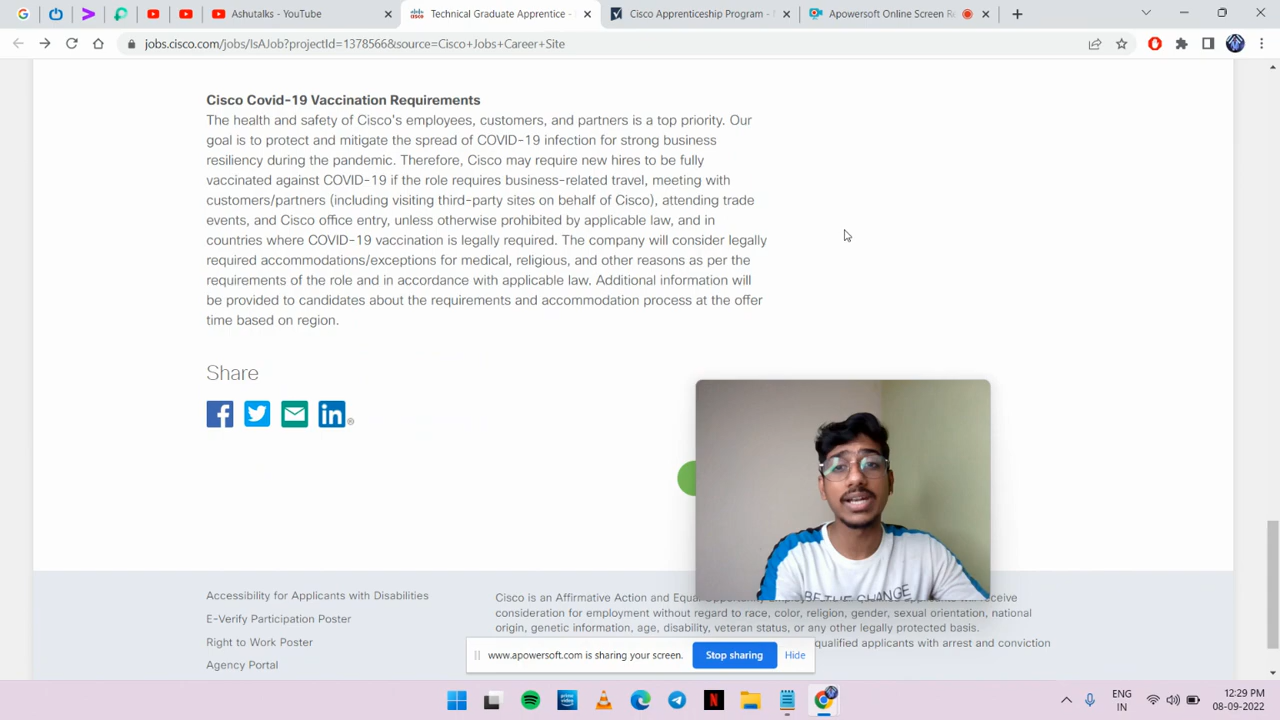 Ashutalks - YouTube
Technical Graduate Apprentice -
Cisco Apprenticeship Program -
Apowersoft Online Screen Re
jobs.cisco.com/jobs/IsAJob?projectId=1378566&source=Cisco+Jobs+Career+Site
Cisco Covid-19 Vaccination Requirements
The health and safety of Cisco's employees, customers, and partners is a top priority. Our
goal is to protect and mitigate the spread of COVID-19 infection for strong business
resiliency during the pandemic. Therefore, Cisco may require new hires to be fully
vaccinated against COVID-19 if the role requires business-related travel, meeting with
customers/partners (including visiting third-party sites on behalf of Cisco), attending trade
events, and Cisco office entry, unless otherwise prohibited by applicable law, and in
countries where COVID-19 vaccination is legally required. The company will consider legally
required accommodations/exceptions for medical, religious, and other reasons as per the
requirements of the role and in accordance with applicable law. Additional information will
be provided to candidates about the requirements and accommodation process at the offer
time based on region.
Share
BE THE CHANGE
Accessibility for Applicants with Disabilities
E-Verify Participation Poster
Right to Work Poster
Agency Portal
Cisco is an Affirmative Action and Equal
consideration for employment without regard to race, color, religion, gender, sexual orientation, national
origin, genetic information, age, disability, veteran status, or any other legally protected basis.
qualified applicants with arrest and conviction
www.apowersoft.com is sharing your screen.
Stop sharing
Hide
ENG
IN
12:29 PM
08-09-2022